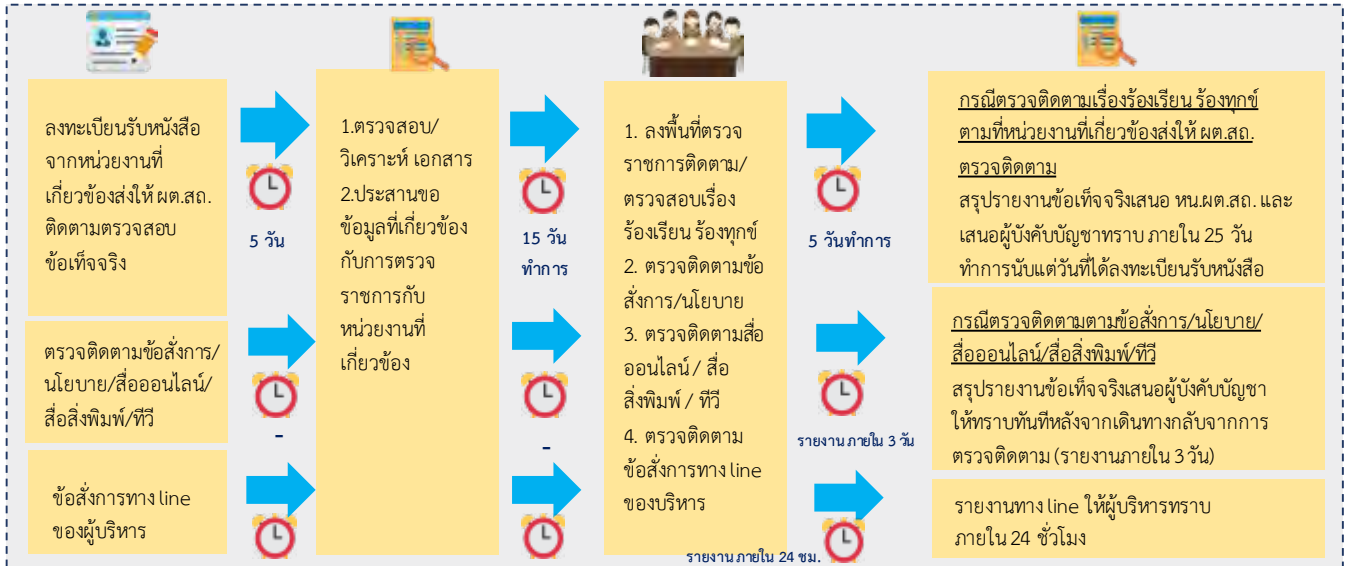 ลงทะเบียนรับหนังสือ
จากหน่วยงานที่
เกี่ยวข้องส่งให้ ผต.สถ.
ติดตามตรวจสอบ
ข้อเท็จจริง
5 วัน
1.ตรวจสอบ/
วิเคราะห์ เอกสาร
2.ประสานขอ
ข้อมูลที่เกี่ยวข้อง
กับการตรวจ
ราชการกับ
หน่วยงานที่
เกี่ยวข้อง
15 วัน
ทำการ
1. ลงพื้นที่ตรวจ
ราชการติดตาม/
ตรวจสอบเรื่อง
ร้องเรียน ร้องทุกข์
2. ตรวจติดตามข้อ
สั่งการ/นโยบาย
3. ตรวจติดตามสื่อ
ออนไลน์ / สื่อ
สิ่งพิมพ์ / ทีวี
4. ตรวจติดตาม
ข้อสั่งการทาง line
ของบริหาร
5 วันทำการ
กรณีตรวจติดตามเรื่องร้องเรียน ร้องทุกข์
ตามที่หน่วยงานที่เกี่ยวข้องส่งให้ ผต.สถ.
ตรวจติดตาม
สรุปรายงานข้อเท็จจริงเสนอ หน.ผต.สถ. และ
เสนอผู้บังคับบัญชาทราบ ภายใน 25 วัน
ทำการนับแต่วันที่ได้ลงทะเบียนรับหนังสือ
ตรวจติดตามข้อสั่งการ/
นโยบาย/สื่อออนไลน์/
สื่อสิ่งพิมพ์/ทีวี
-
-
รายงาน ภายใน 3 วัน
กรณีตรวจติดตามตามข้อสั่งการ/นโยบาย/
สื่อออนไลน์/สื่อสิ่งพิมพ์/ทีวี
สรุปรายงานข้อเท็จจริงเสนอผู้บังคับบัญชา
ให้ทราบทันทีหลังจากเดินทางกลับจากการ
ตรวจติดตาม (รายงานภายใน 3 วัน)
ข้อสั่งการทาง line
ของผู้บริหาร
รายงาน ภายใน 24 ชม.
รายงานทาง line ให้ผู้บริหารทราบ
ภายใน 24 ชั่วโมง